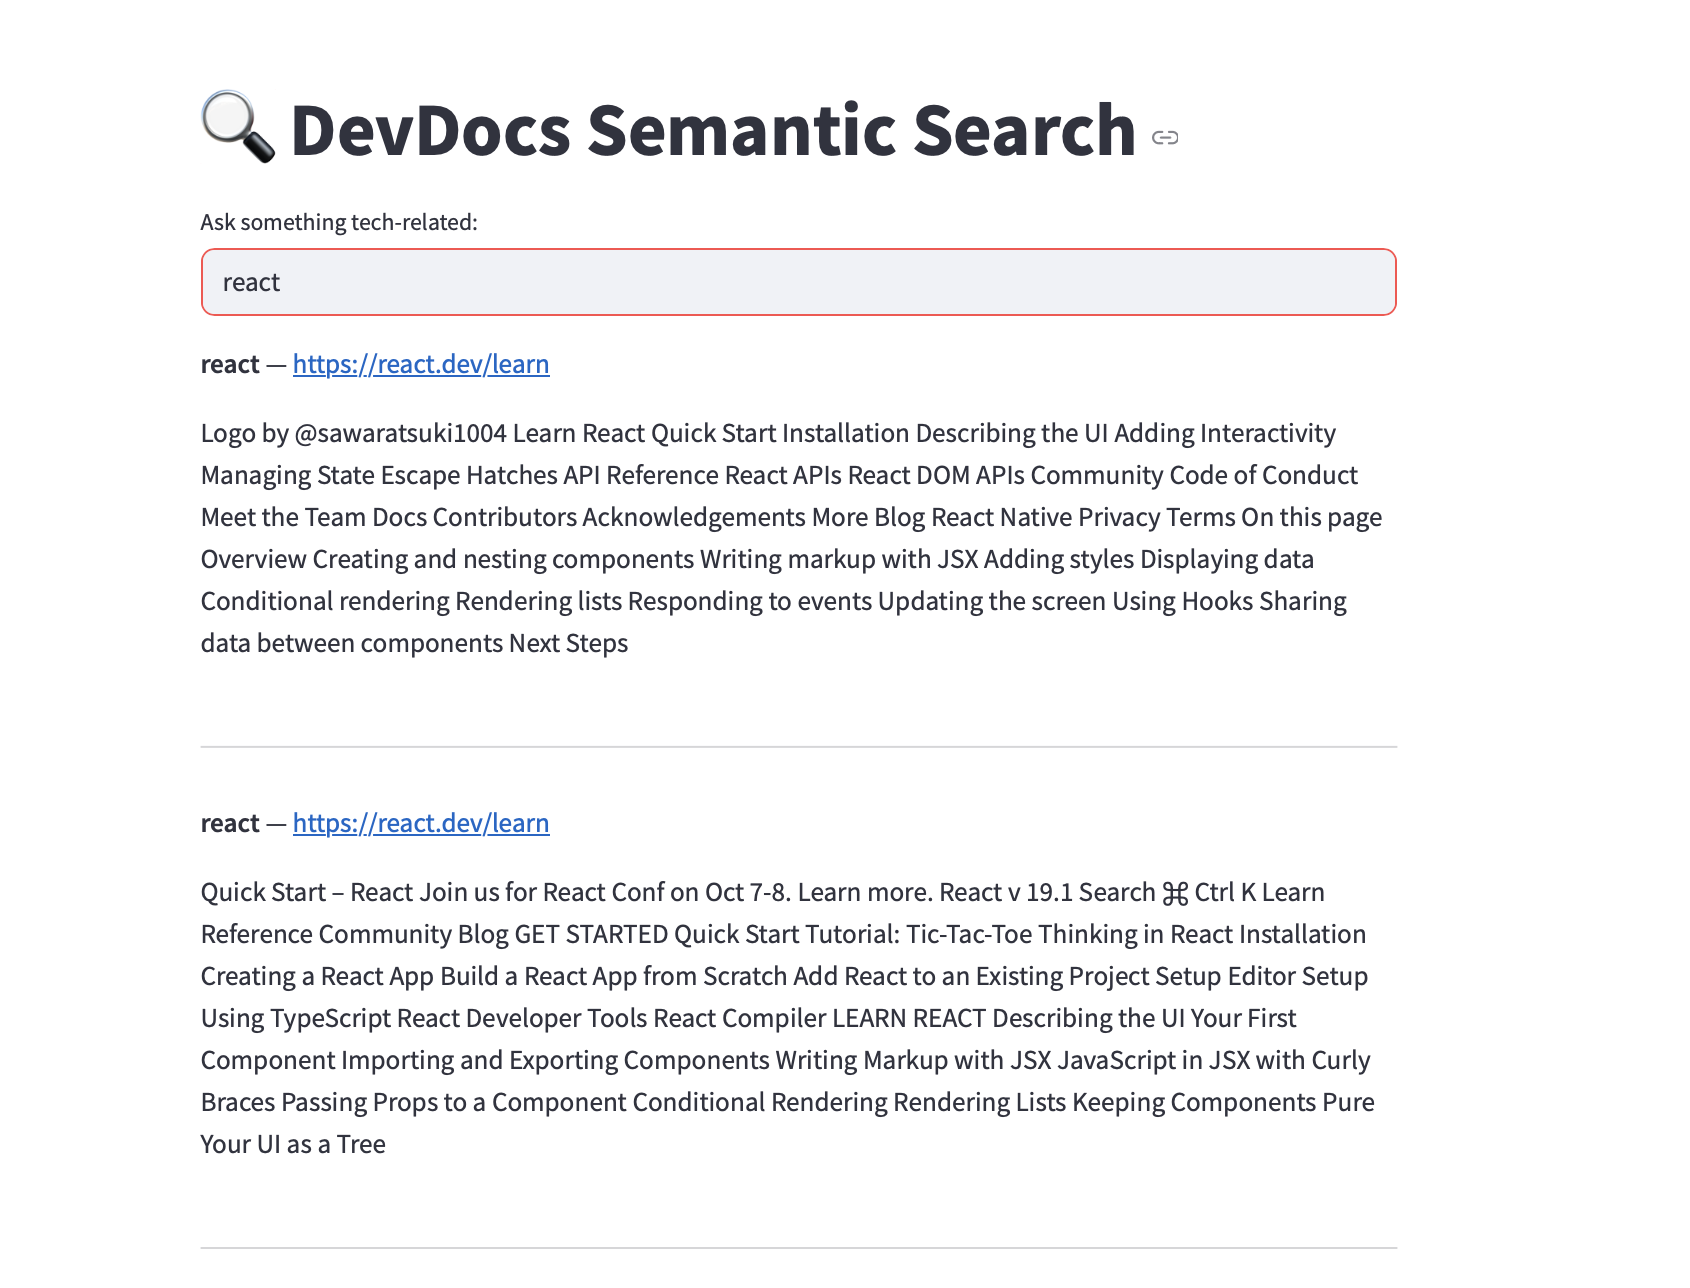 🔍 DevDocs Semantic Search
Ask something tech-related:
react
react — https://react.dev/learn
Logo by @sawaratsuki1004 Learn React Quick Start Installation Describing the UI Adding Interactivity
Managing State Escape Hatches API Reference React APIs React DOM APIs Community Code of Conduct
Meet the Team Docs Contributors Acknowledgements More Blog React Native Privacy Terms On this page
Overview Creating and nesting components Writing markup with JSX Adding styles Displaying data
Conditional rendering Rendering lists Responding to events Updating the screen Using Hooks Sharing
data between components Next Steps
react — https://react.dev/learn
Quick Start – React Join us for React Conf on Oct 7-8. Learn more. React v 19.1 Search ⌘ Ctrl K Learn
Reference Community Blog GET STARTED Quick Start Tutorial: Tic-Tac-Toe Thinking in React Installation
Creating a React App Build a React App from Scratch Add React to an Existing Project Setup Editor Setup
Using TypeScript React Developer Tools React Compiler LEARN REACT Describing the UI Your First
Component Importing and Exporting Components Writing Markup with JSX JavaScript in JSX with Curly
Braces Passing Props to a Component Conditional Rendering Rendering Lists Keeping Components Pure
Your UI as a Tree